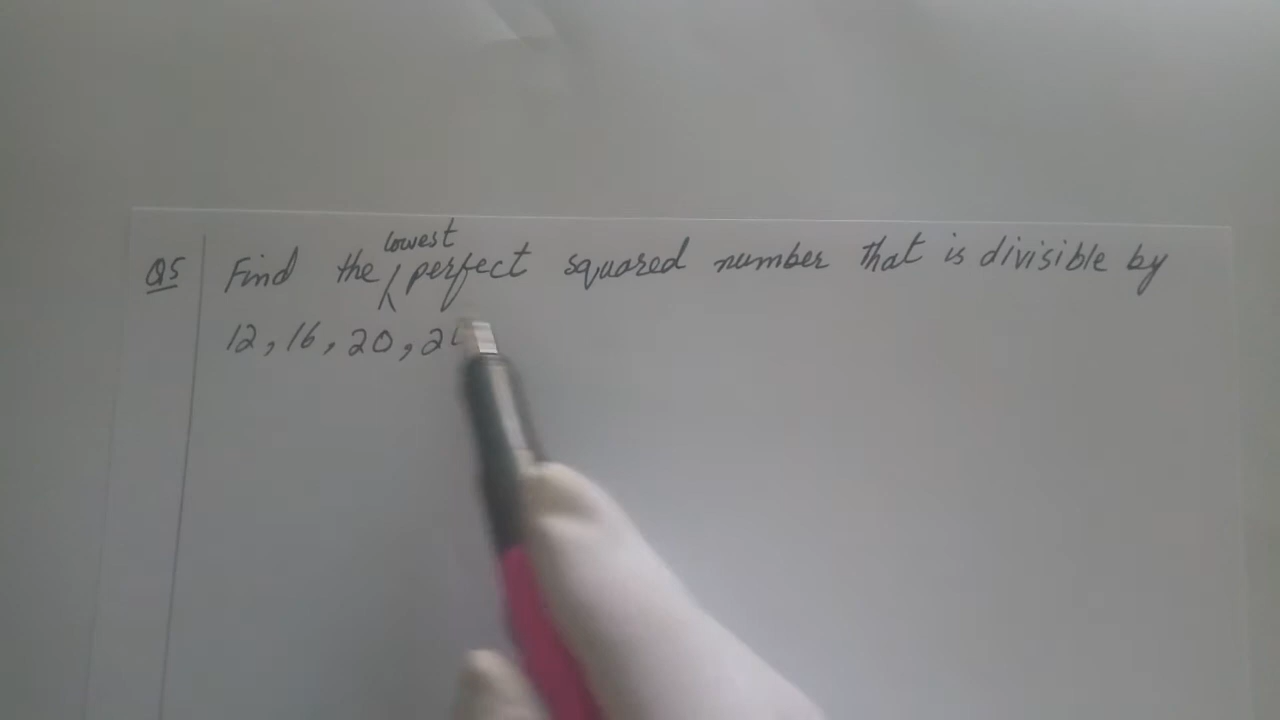 Q5 Find the lowest perfect squared number that is divisible by
12, 16, 20,